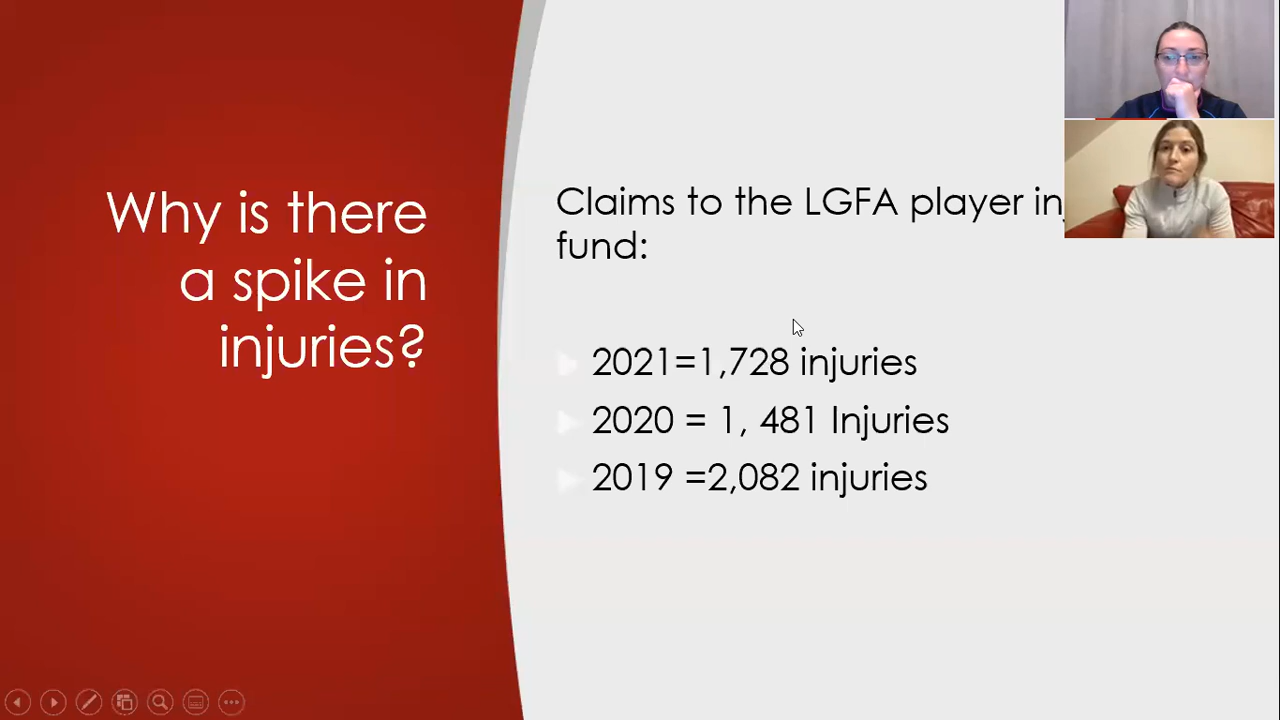 Why is there
a spike in
injuries?
Claims to the LGFA player
fund:
2021=1,728 injuries
2020 = 1, 481 Injuries
2019 =2,082 injuries